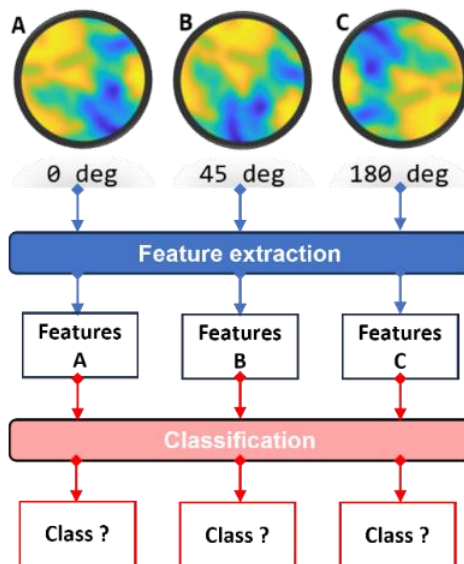 A
B
C
0 deg
45 deg
180 deg
Feature extraction
Features
A
Features
B
Features
C
Classification
Class ?
Class ?
Class ?